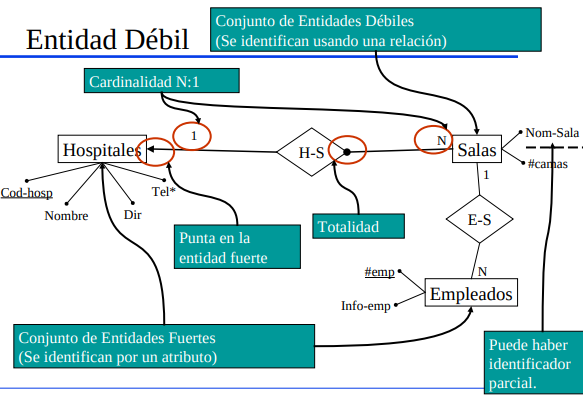 Entidad Débil
Conjunto de Entidades Débiles
(Se identifican usando una relación)
Cardinalidad N:1
1
N
Hospitales
H-S
Salas
Nom-Sala
#camas
Cod-hosp
Nombre
Dir
Tel*
1
Punta en la
entidad fuerte
Totalidad
E-S
N
#emp
Info-emp
Empleados
Conjunto de Entidades Fuertes
(Se identifican por un atributo)
Puede haber
identificador
parcial.